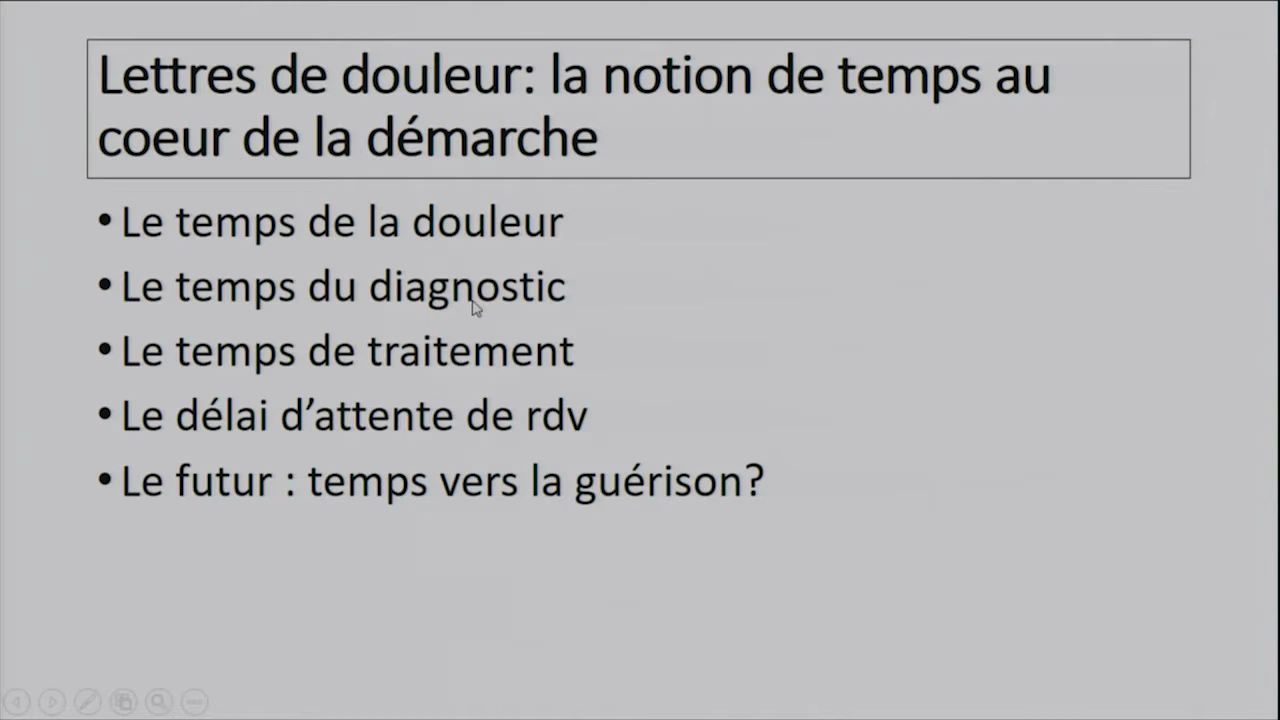 Lettres de douleur: la notion de temps au
coeur de la démarche
• Le temps de la douleur
• Le temps du diagnostic
• Le temps de traitement
• Le délai d’attente de rdv
• Le futur : temps vers la guérison?